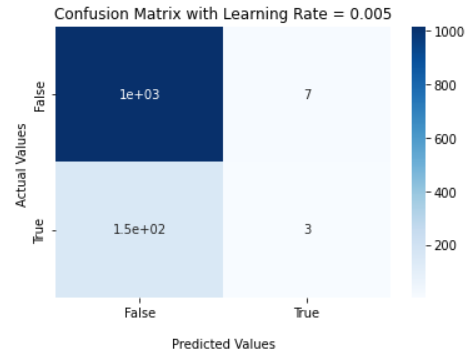 Confusion Matrix with Learning Rate = 0.005
1000
800
600
400
200
Actual Values
False
True
1e+03
7
1.5e+02
3
False
True
Predicted Values